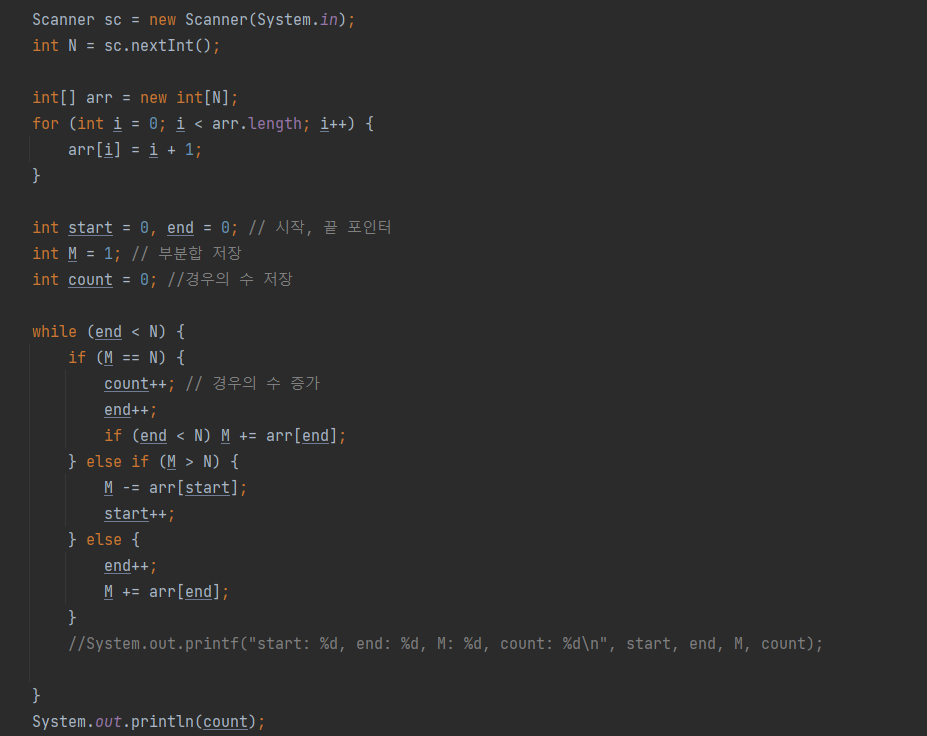 Scanner sc = new Scanner(System.in);
int N = sc.nextInt();
int[] arr = new int[N];
for (int i = 0; i < arr.length; i++) {
arr[i] = i + 1;
}
int start = 0, end = 0; // 시작, 끝 포인터
int M = 1; // 부분합 저장
int count = 0; //경우의 수 저장
while (end < N) {
if (M == N) {
count++; // 경우의 수 증가
end++;
if (end < N) M += arr[end];
} else if (M > N) {
M -= arr[start];
start++;
} else {
end++;
M += arr[end];
}
//System.out.printf("start: %d, end: %d, M: %d, count: %d\n", start, end, M, count);
}
System.out.println(count);